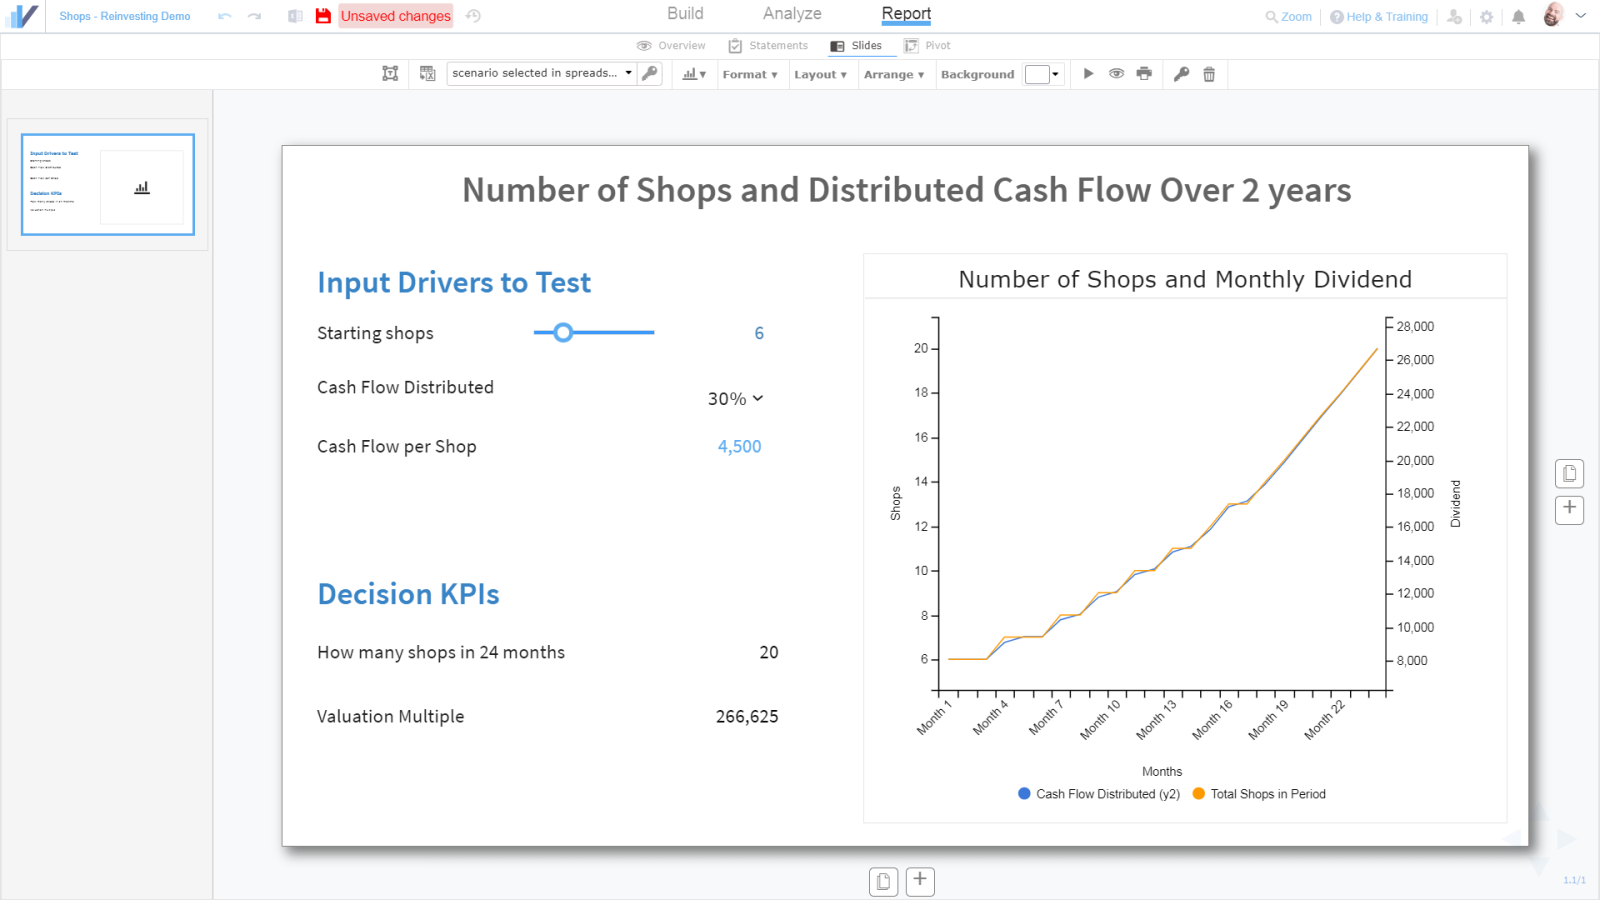 Shops - Reinvesting Demo
Unsaved changes
Build
Analyze
Report
Zoom
Help & Training
Overview
Statements
Slides
Pivot
scenario selected in spreads...
Format
Layout
Arrange
Background
Input Drivers to Test
Decision KPIs
Number of Shops and Distributed Cash Flow Over 2 years
Input Drivers to Test
Starting shops
6
Cash Flow Distributed
30%
Cash Flow per Shop
4,500
Decision KPIs
How many shops in 24 months
20
Valuation Multiple
266,625
Number of Shops and Monthly Dividend
20
18
16
14
12
10
8
6
Shops
28,000
26,000
24,000
22,000
20,000
18,000
16,000
14,000
12,000
10,000
8,000
Dividend
Month 1
Month 4
Month 7
Month 10
Month 13
Month 16
Month 19
Month 22
Months
Cash Flow Distributed (y2)
Total Shops in Period
1.1/1